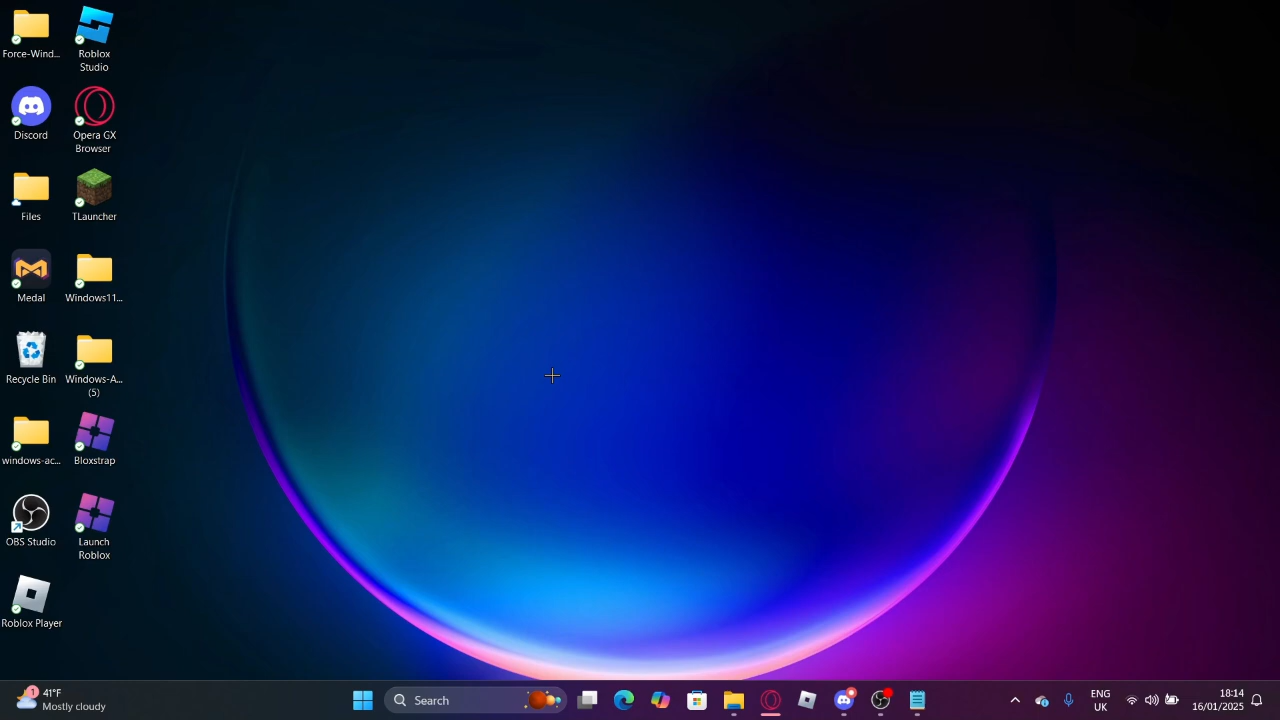 Force-Wind...
Roblox
Studio
Discord
Opera GX
Browser
Files
TLauncher
Medal
Windows11...
Recycle Bin
Windows-A...
(5)
windows-ac...
Bloxstrap
OBS Studio
Launch
Roblox
Roblox Player
1
41°F
Mostly cloudy
Search
ENG
UK
18:14
16/01/2025